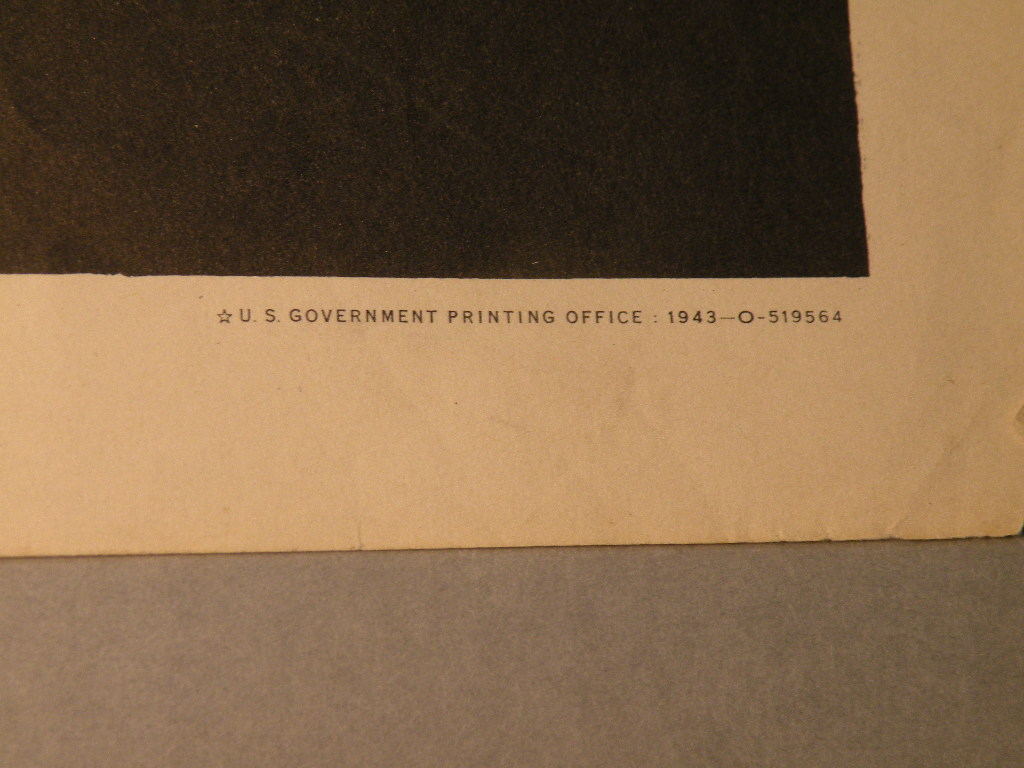 ☆ U. S. GOVERNMENT PRINTING OFFICE : 1943—O-519564